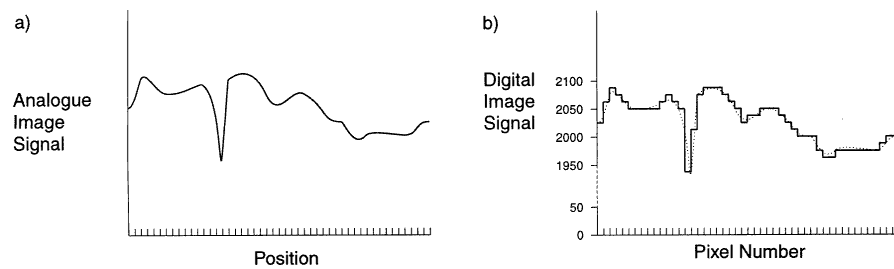 a)
Analogue
Image
Signal
Position
b)
Digital
Image
Signal
2100
2050
2000
1950
50
0
Pixel Number